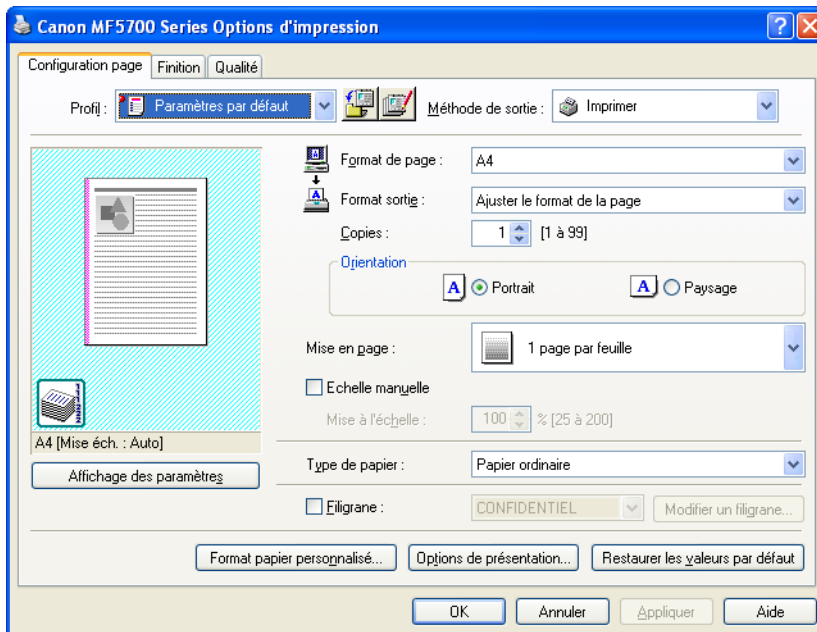 Canon MF5700 Series Options d'impression
Configuration page
Finition
Qualité
Profil :
Paramètres par défaut
Méthode de sortie :
Imprimer
Format de page :
A4
Format sortie :
Ajuster le format de la page
Copies :
1
[1 à 99]
Orientation
A
Portrait
A
Paysage
Mise en page :
1 page par feuille
Echelle manuelle
Mise à l'échelle :
100
% [25 à 200]
A4 [Mise éch. : Auto]
Affichage des paramètres
Type de papier :
Papier ordinaire
Filigrane :
CONFIDENTIEL
Modifier un filigrane...
Format papier personnalisé...
Options de présentation...
Restaurer les valeurs par défaut
OK
Annuler
Appliquer
Aide